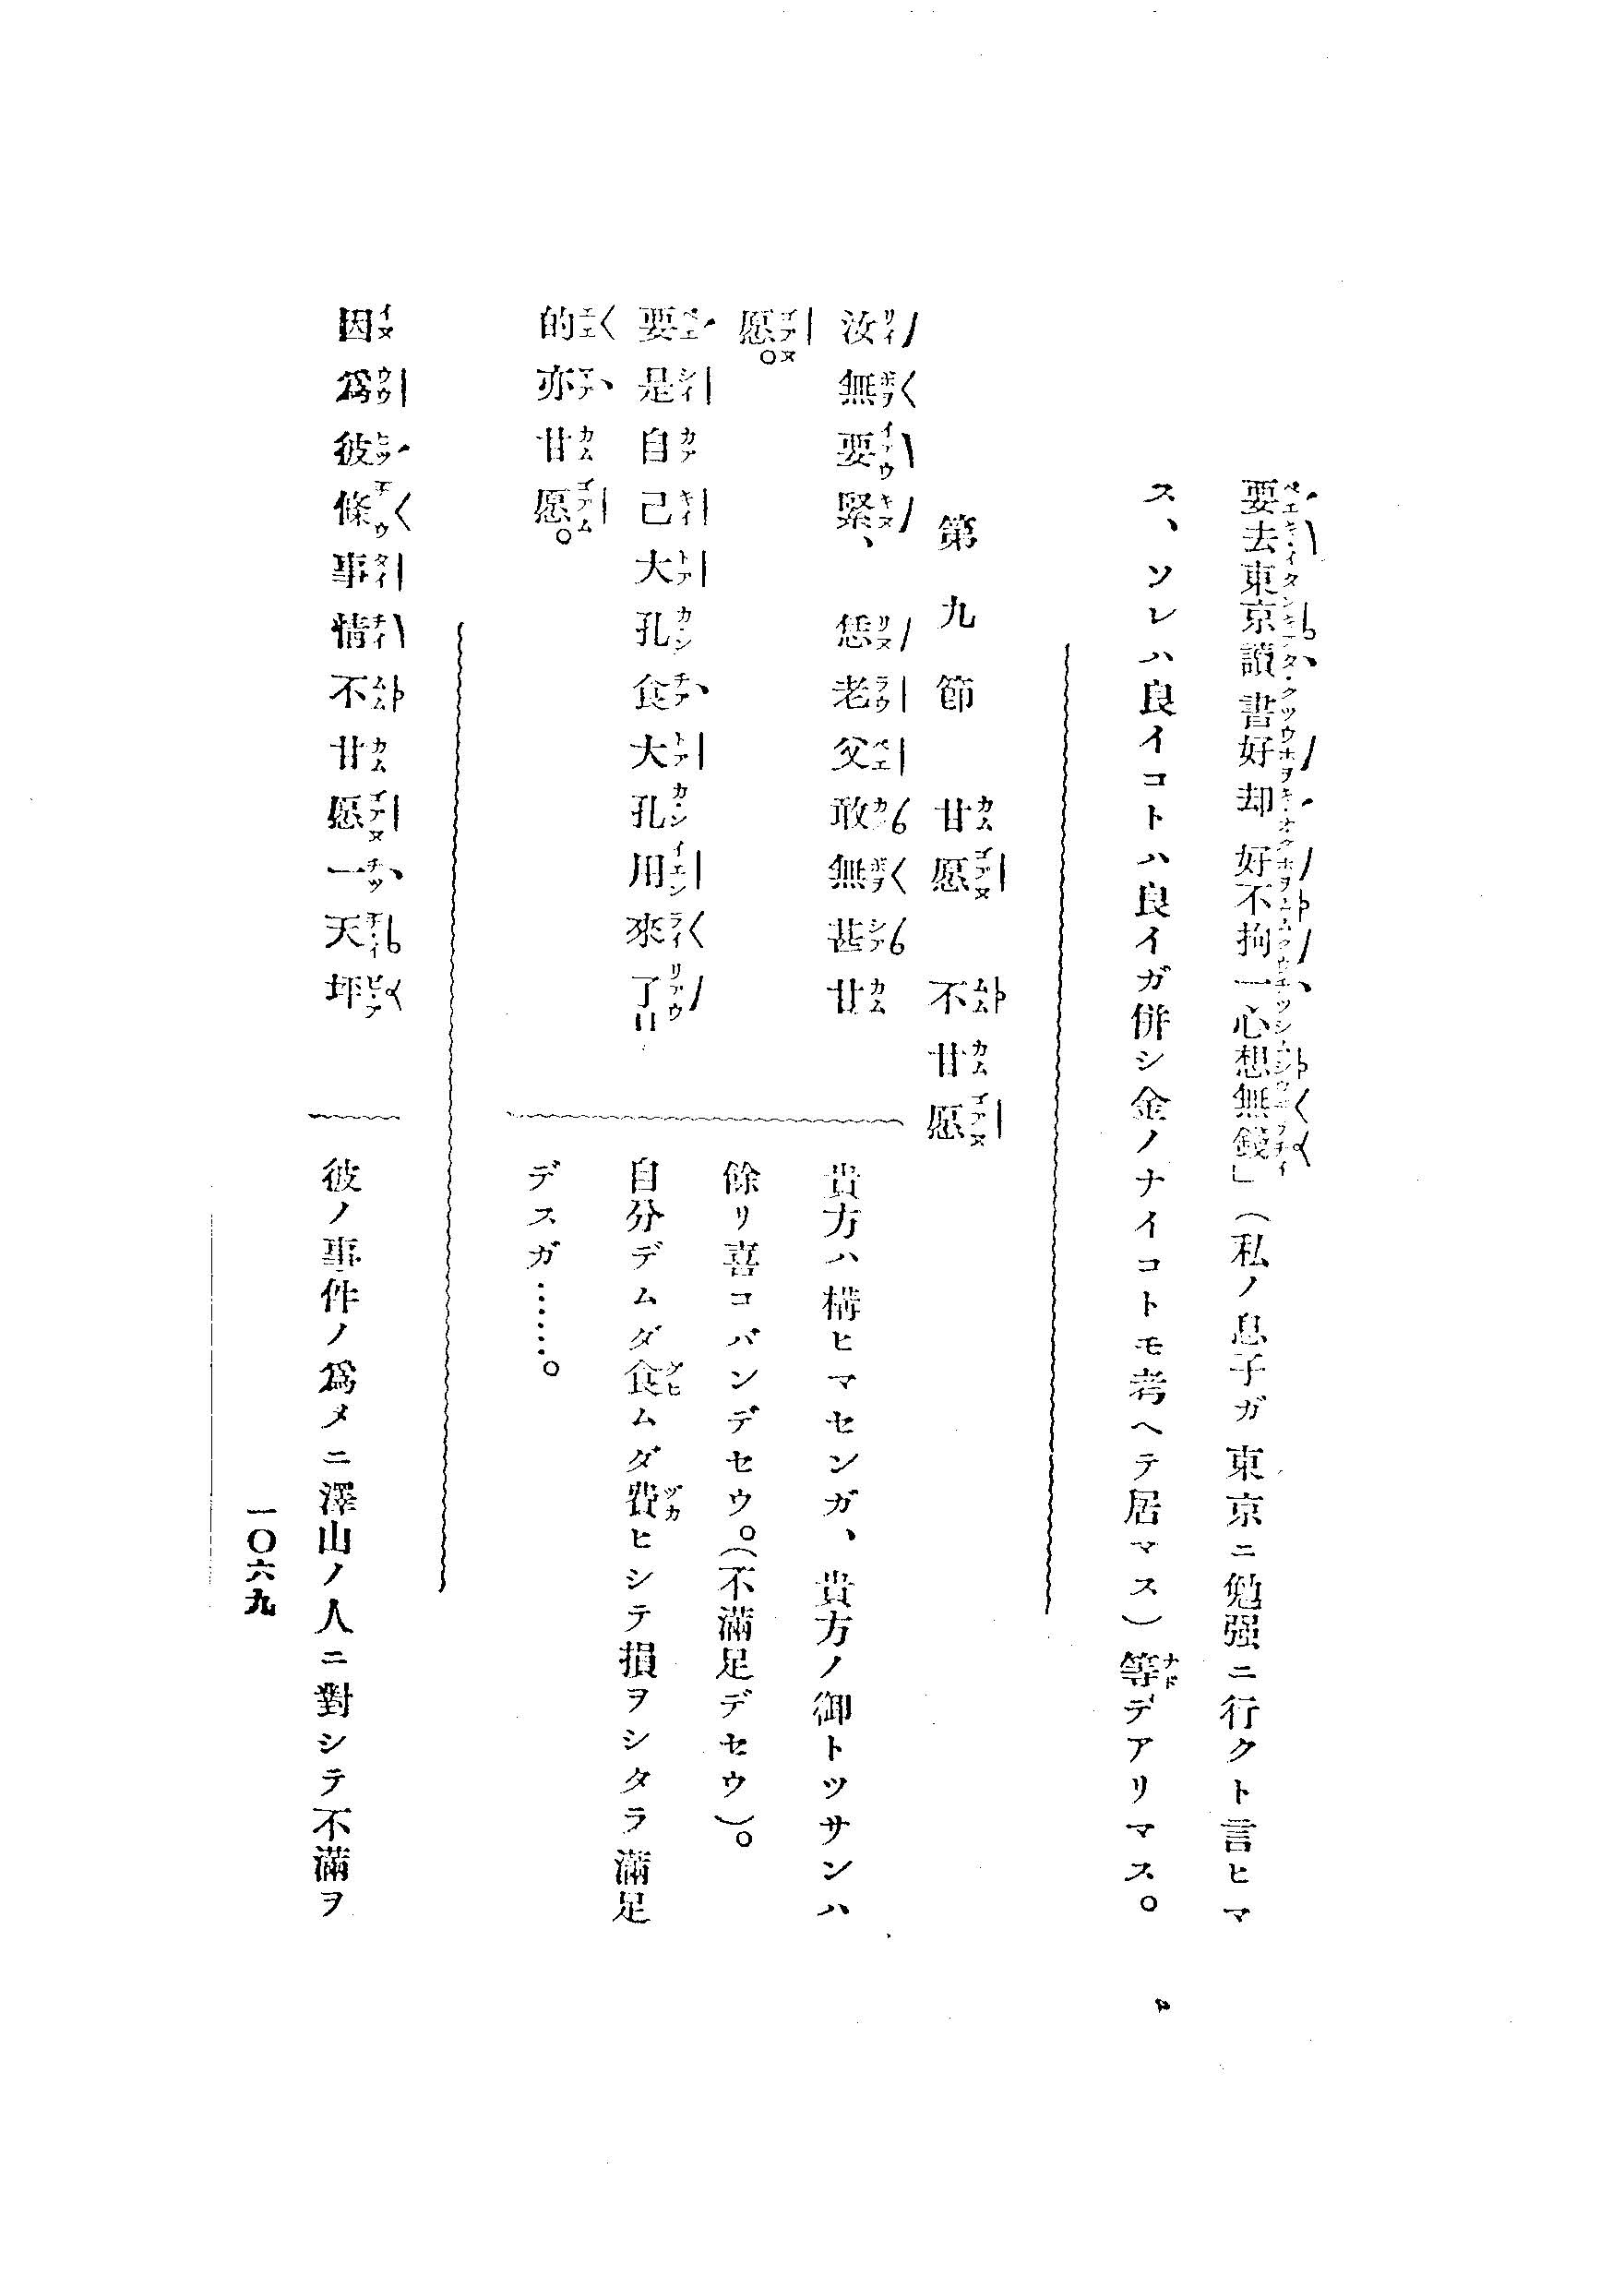 要去東京讀書好却好不拘一心想無錢」（私ノ息子ガ東京ニ勉强ニ行クト言ヒマ
ス、ソレハ良イコトハ良イガ併シ金ノナイコトモ考ヘテ居マス）等デアリマス。
第九節　甘愿　不甘愿
汝無要緊、恁老父敢無甚甘
愿。
貴方ハ構ヒマセンガ、貴方ノ御トツサンハ
餘リ喜コバンデセウ。（不滿足デセウ）。
要是自己大孔食大孔用來了＝
的亦甘愿。
自分デムダ食ムダ費ヒシテ損ヲシタラ滿足
デスガ……。
因爲彼條事情不甘愿一天坪
彼ノ事件ノ爲メニ澤山ノ人ニ對シテ不滿ヲ
一〇六九